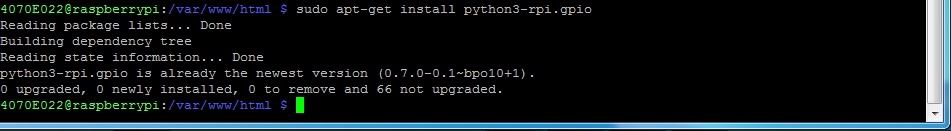 4070E022@raspberrypi:/var/www/html $ sudo apt-get install python3-rpi.gpio
Reading package lists... Done
Building dependency tree
Reading state information... Done
python3-rpi.gpio is already the newest version (0.7.0-0.1~bpo10+1).
0 upgraded, 0 newly installed, 0 to remove and 66 not upgraded.
4070E022@raspberrypi:/var/www/html $